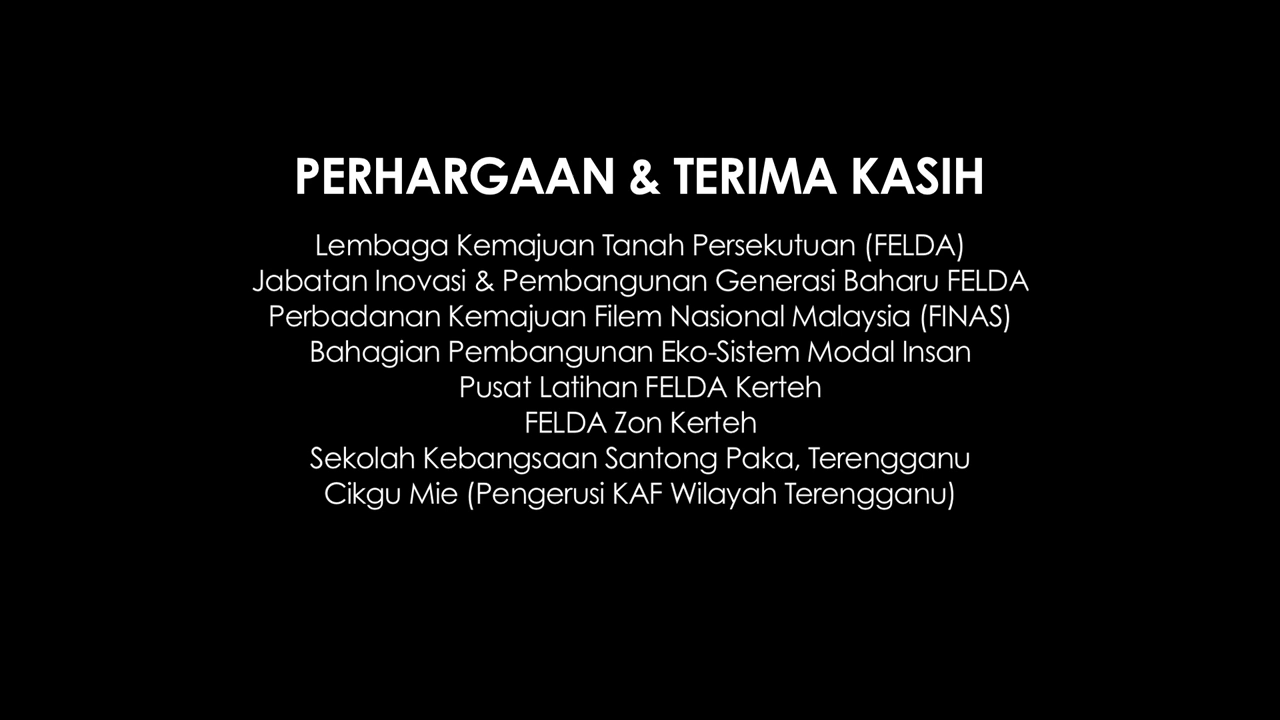 PERHARGAAN & TERIMA KASIH
Lembaga Kemajuan Tanah Persekutuan (FELDA)
Jabatan Inovasi & Pembangunan Generasi Baharu FELDA
Perbadanan Kemajuan Filem Nasional Malaysia (FINAS)
Bahagian Pembangunan Eko-Sistem Modal Insan
Pusat Latihan FELDA Kerteh
FELDA Zon Kerteh
Sekolah Kebangsaan Santong Paka, Terengganu
Cikgu Mie (Pengerusi KAF Wilayah Terengganu)